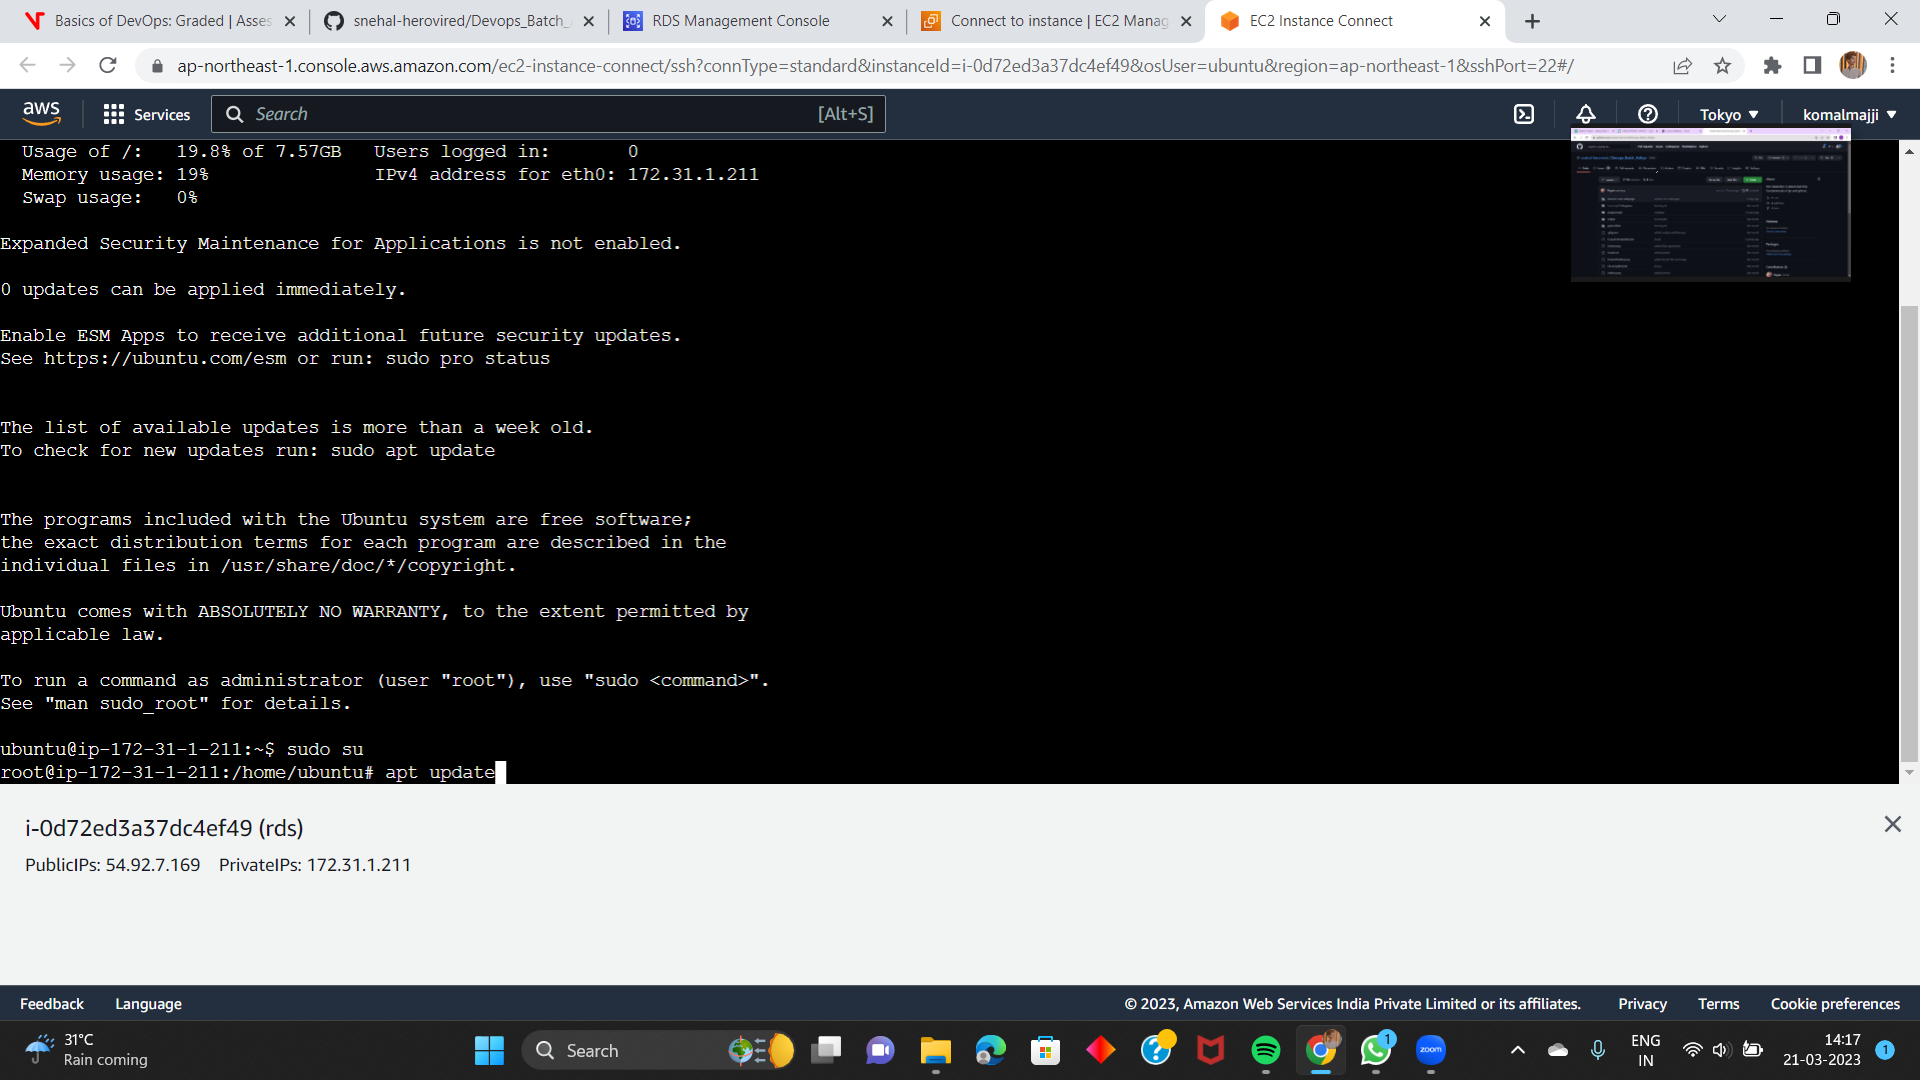 Basics of DevOps: Graded | Asses
snehal-herovired/Devops_Batch_
RDS Management Console
Connect to instance | EC2 Manag
EC2 Instance Connect
ap-northeast-1.console.aws.amazon.com/ec2-instance-connect/ssh?connType=standard&instanceId=i-0d72ed3a37dc4ef49&osUser=ubuntu&region=ap-northeast-1&sshPort=22#/
aws Services Search [Alt+S] Tokyo komalmajji
Usage of /: 19.8% of 7.57GB Users logged in: 0
Memory usage: 19% IPv4 address for eth0: 172.31.1.211
Swap usage: 0%
Expanded Security Maintenance for Applications is not enabled.
0 updates can be applied immediately.
Enable ESM Apps to receive additional future security updates.
See https://ubuntu.com/esm or run: sudo pro status
The list of available updates is more than a week old.
To check for new updates run: sudo apt update
The programs included with the Ubuntu system are free software;
the exact distribution terms for each program are described in the
individual files in /usr/share/doc/*/copyright.
Ubuntu comes with ABSOLUTELY NO WARRANTY, to the extent permitted by
applicable law.
To run a command as administrator (user "root"), use "sudo <command>".
See "man sudo_root" for details.
ubuntu@ip-172-31-1-211:~$ sudo su
root@ip-172-31-1-211:/home/ubuntu# apt update
i-0d72ed3a37dc4ef49 (rds)
PublicIPs: 54.92.7.169 PrivateIPs: 172.31.1.211
Feedback Language © 2023, Amazon Web Services India Private Limited or its affiliates. Privacy Terms Cookie preferences
31°C
Rain coming
Search
1
zoom
ENG
IN
14:17
21-03-2023
1